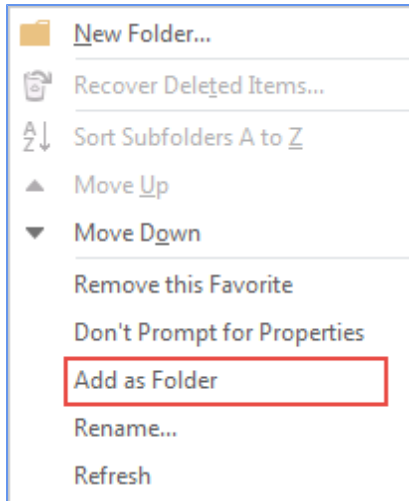 New Folder...
Recover Deleted Items...
A
Z
Sort Subfolders A to Z
Move Up
Move Down
Remove this Favorite
Don't Prompt for Properties
Add as Folder
Rename...
Refresh